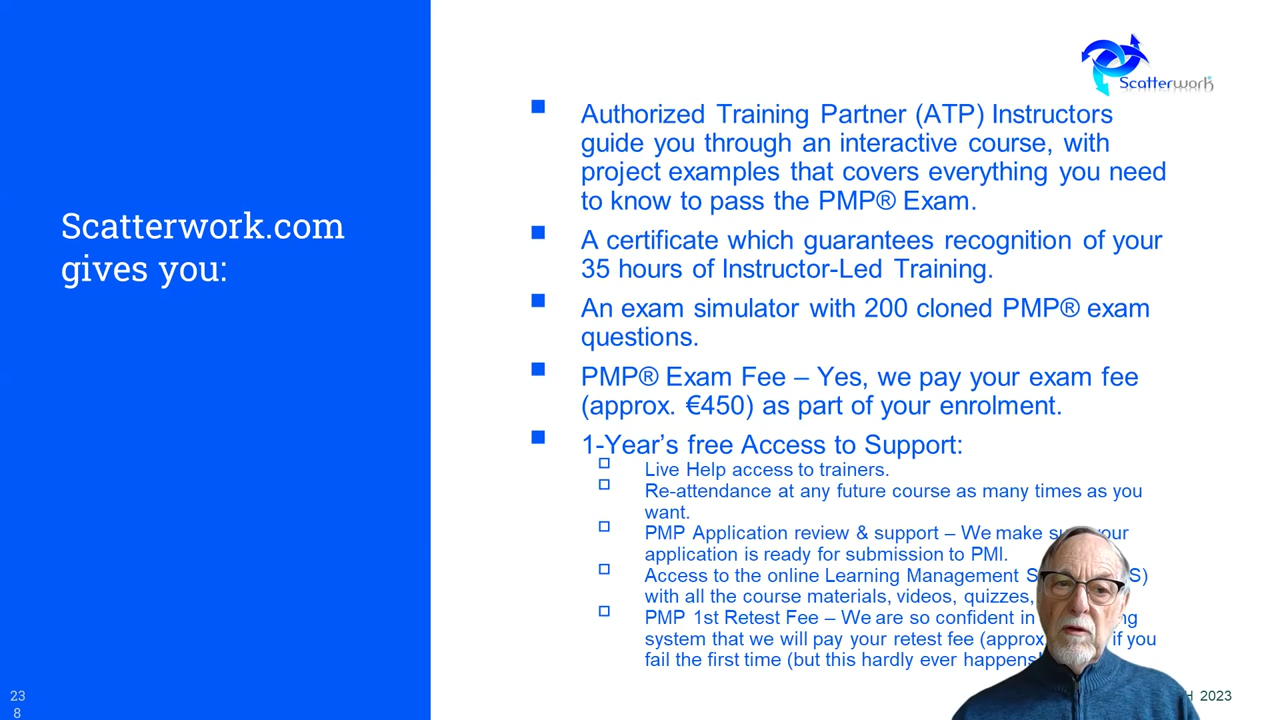 Scatterwork
Scatterwork.com
gives you:
Authorized Training Partner (ATP) Instructors
guide you through an interactive course, with
project examples that covers everything you need
to know to pass the PMP® Exam.
A certificate which guarantees recognition of your
35 hours of Instructor-Led Training.
An exam simulator with 200 cloned PMP® exam
questions.
PMP® Exam Fee – Yes, we pay your exam fee
(approx. €450) as part of your enrolment.
1-Year’s free Access to Support:
Live Help access to trainers.
Re-attendance at any future course as many times as you
want.
PMP Application review & support – We make your
application is ready for submission to PMI.
Access to the online Learning Management
with all the course materials, videos, quizzes,
PMP 1st Retest Fee – We are so confident in
system that we will pay your retest fee (approx. if you
fail the first time (but this hardly ever happens
23
8
H 2023